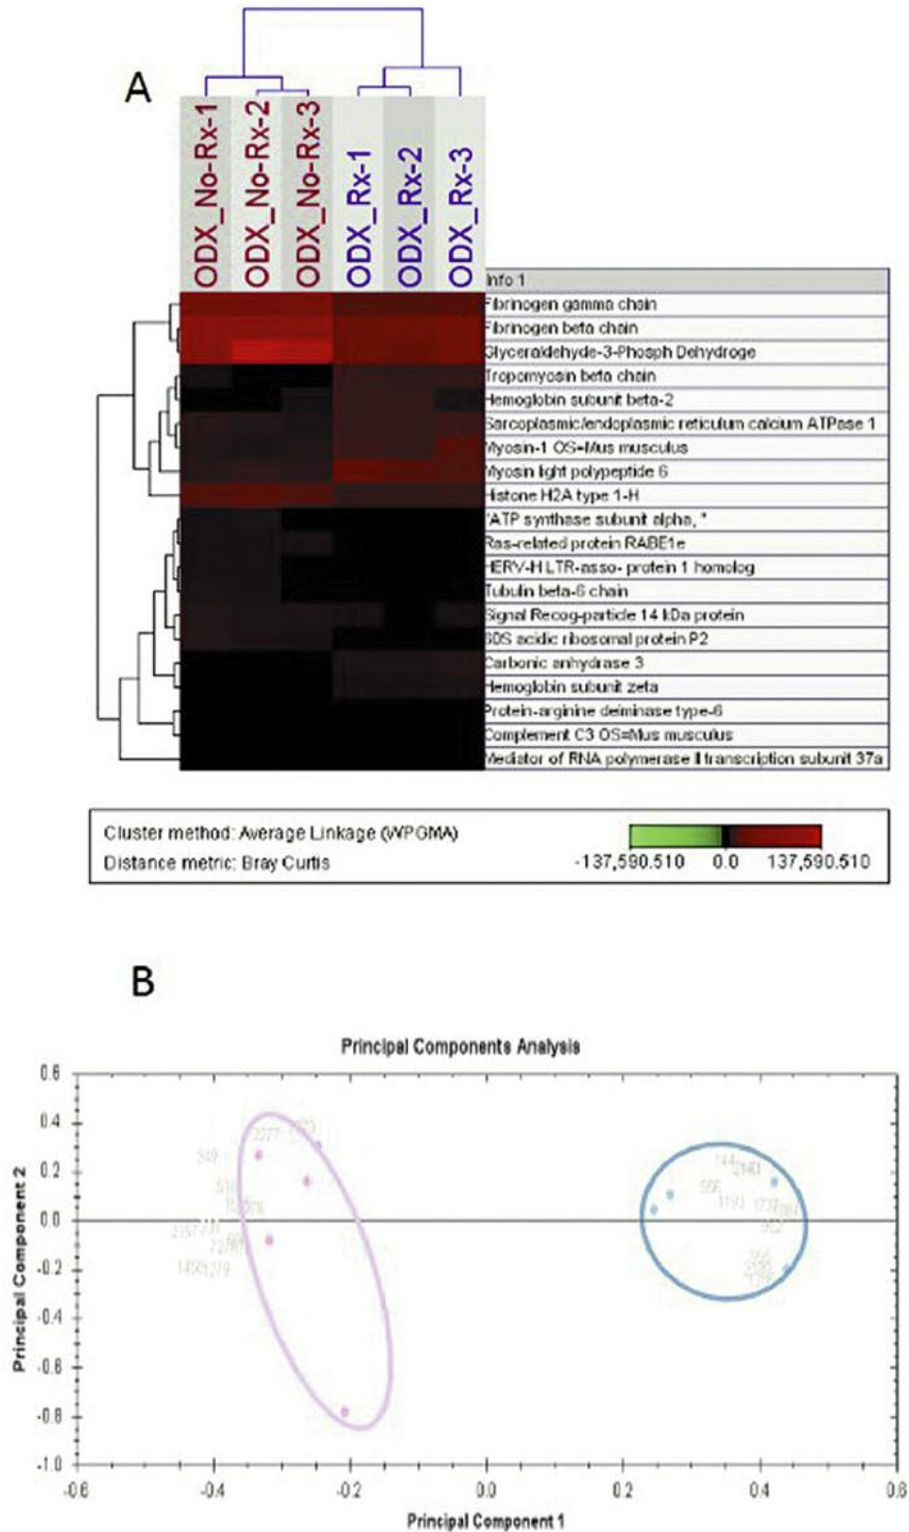 A
ODX_No-Rx-1
ODX_No-Rx-2
ODX_No-Rx-3
ODX_Rx-1
ODX_Rx-2
ODX_Rx-3
Info 1
Fibrinogen gamma chain
Fibrinogen beta chain
Glyceraldehyde-3-Phosph Dehydroge
Tropomyosin beta chain
Hemoglobin subunit beta-2
Sarcoplasmic/endoplasmic reticulum calcium ATPase 1
Myosin-1 OS=Mus musculus
Myosin light polypeptide 6
Histone H2A type 1-H
"ATP synthase subunit alpha, "
Ras-related protein RABE1e
HERV-H LTR-asso- protein 1 homolog
Tubulin beta-6 chain
Signal Recog-particle 14 kDa protein
60S acidic ribosomal protein P2
Carbonic anhydrase 3
Hemoglobin subunit zeta
Protein-arginine deiminase type-6
Complement C3 OS=Mus musculus
Mediator of RNA polymerase II transcription subunit 37a
Cluster method: Average Linkage (WPGMA)
Distance metric: Bray Curtis
-137,590.510 0.0 137,590.510
B
Principal Components Analysis
Principal Component 2
0.6
0.4
0.2
0.0
-0.2
-0.4
-0.6
-0.8
-1.0
-0.6 -0.4 -0.2 0.0 0.2 0.4 0.6
Principal Component 1